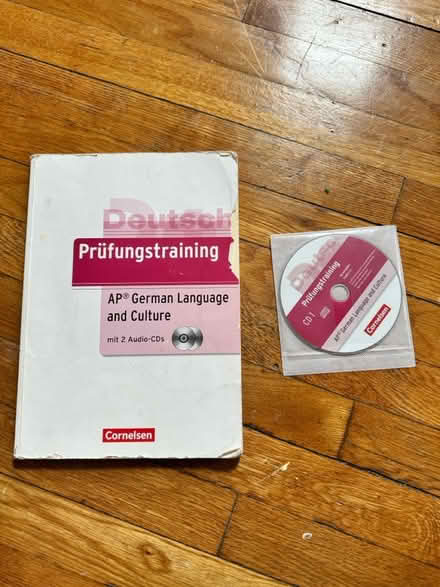 Deutsch
Prüfungstraining
AP® German Language
and Culture
mit 2 Audio-CDs
Cornelsen
Prüfungstraining
CD 1
AP® German Language and Culture
Cornelsen